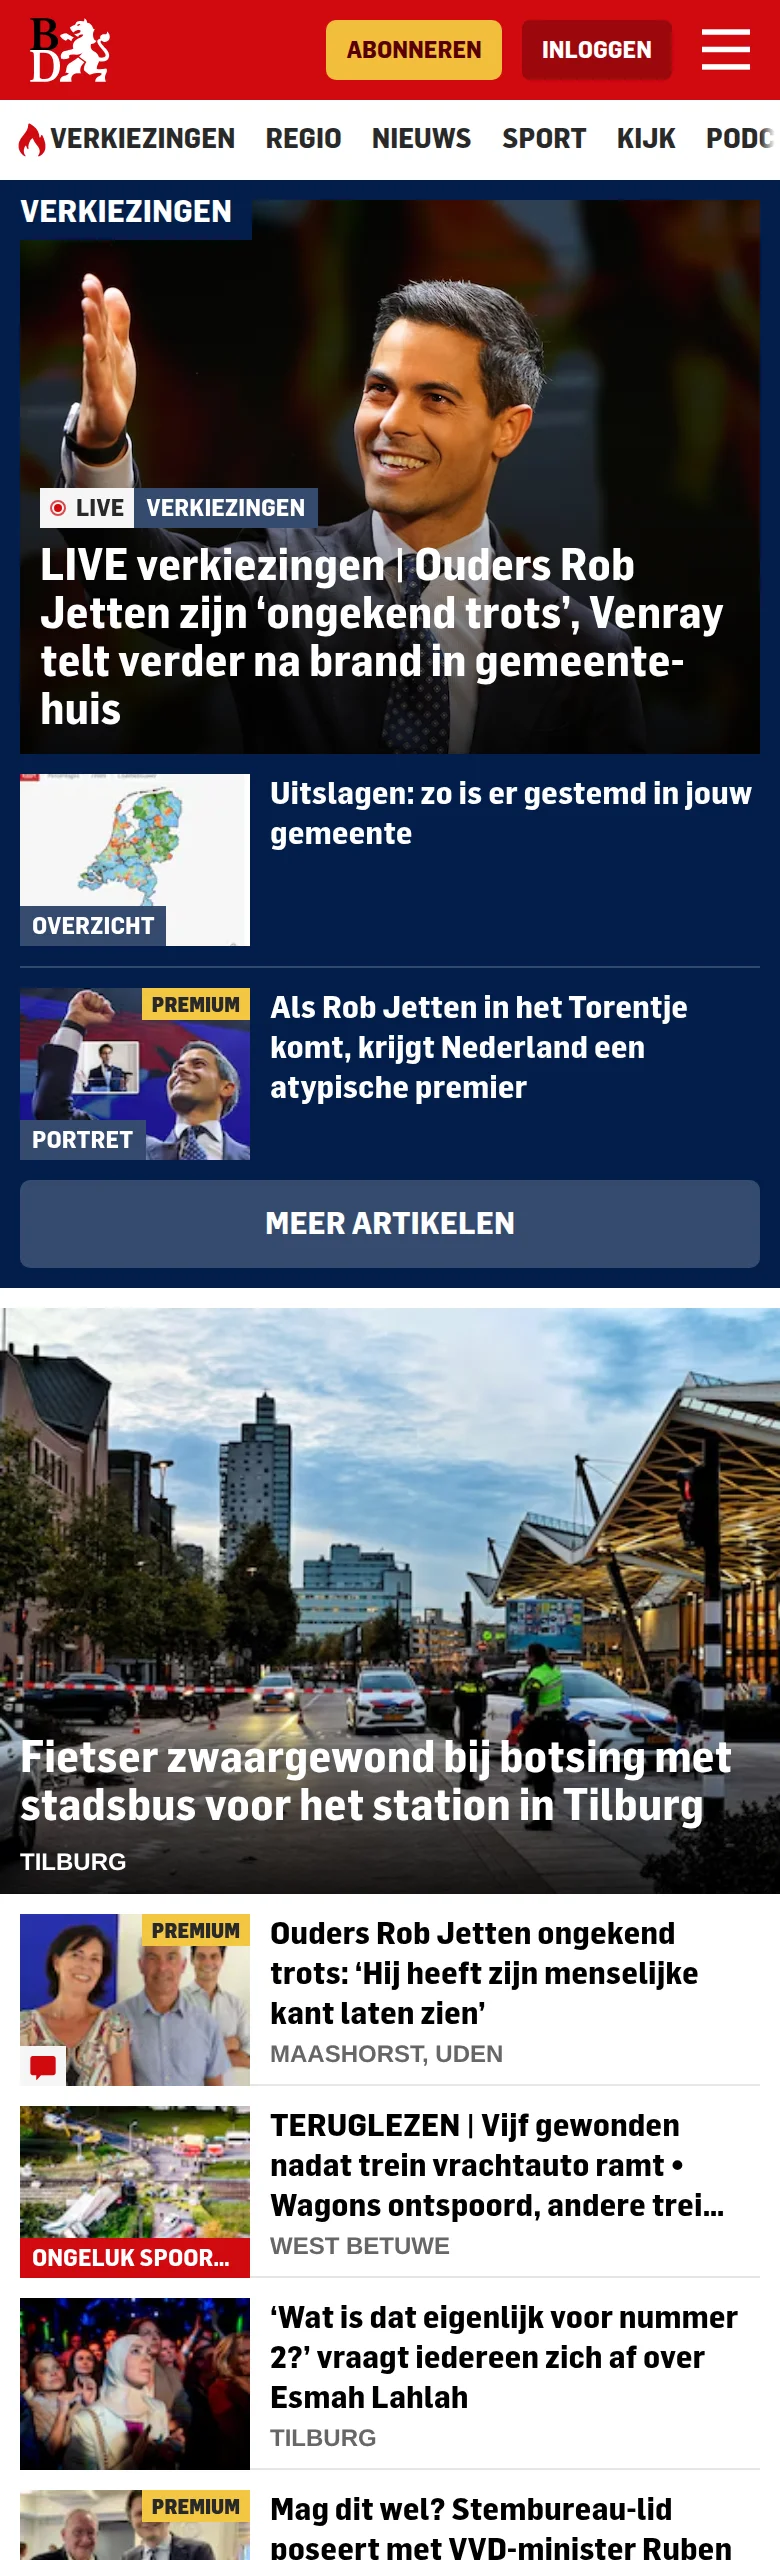 BD
ABONNEREN
INLOGGEN
VERKIEZINGEN
REGIO
NIEUWS
SPORT
KIJK
PODC
VERKIEZINGEN
LIVE
VERKIEZINGEN
LIVE verkiezingen | Ouders Rob
Jetten zijn ‘ongekend trots’, Venray
telt verder na brand in gemeente-
huis
Uitslagen: zo is er gestemd in jouw
gemeente
OVERZICHT
PREMIUM
Als Rob Jetten in het Torentje
komt, krijgt Nederland een
atypische premier
PORTRET
MEER ARTIKELEN
Fietser zwaargewond bij botsing met
stadsbus voor het station in Tilburg
TILBURG
PREMIUM
Ouders Rob Jetten ongekend
trots: ‘Hij heeft zijn menselijke
kant laten zien’
MAASHORST, UDEN
TERUGLEZEN | Vijf gewonden
nadat trein vrachtauto ramt •
Wagons ontspoord, andere trei...
ONGELUK SPOOR...
WEST BETUWE
‘Wat is dat eigenlijk voor nummer
2?’ vraagt iedereen zich af over
Esmah Lahlah
TILBURG
PREMIUM
Mag dit wel? Stembureau-lid
poseert met VVD-minister Ruben